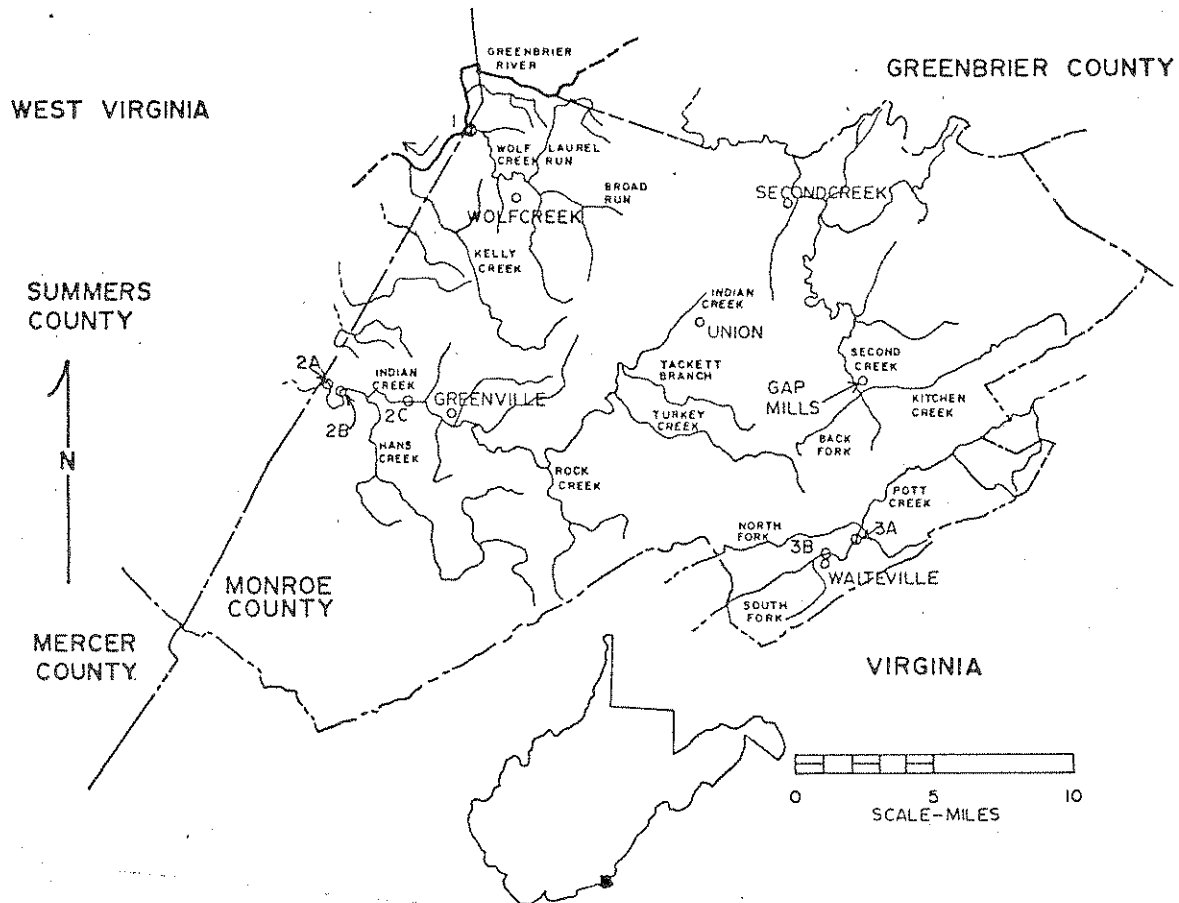 GREENBRIER
RIVER
GREENBRIER COUNTY
WEST VIRGINIA
1
WOLF
CREEK
LAUREL
RUN
BROAD
RUN
SECONDCREEK
WOLFCREEK
KELLY
CREEK
SUMMERS
COUNTY
INDIAN
CREEK
UNION
2A
INDIAN
CREEK
TACKETT
BRANCH
SECOND
CREEK
GAP
MILLS
KITCHEN
CREEK
GREENVILLE
2C
2B
TURKEY
CREEK
BACK
FORK
HANS
CREEK
N
ROCK
CREEK
POTT
CREEK
NORTH
FORK
3A
3B
WAITEVILLE
SOUTH
FORK
MONROE
COUNTY
MERCER
COUNTY.
VIRGINIA
0 5 10
SCALE-MILES